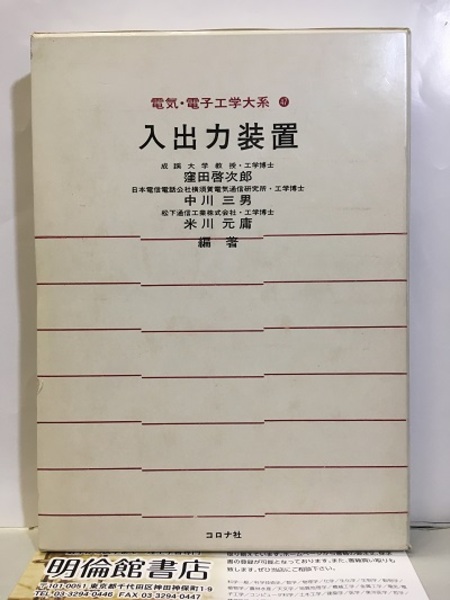 電気・電子工学大系 47
入出力装置
成蹊大学教授・工学博士
窪田啓次郎
日本電信電話公社横須賀電気通信研究所・工学博士
中川三男
松下通信工業株式会社・工学博士
米川元庸
編著
コロナ社
明倫館書店
〒101-0051 東京都千代田区神田神保町1-9
TEL 03-3294-0446 FAX 03-3294-0447